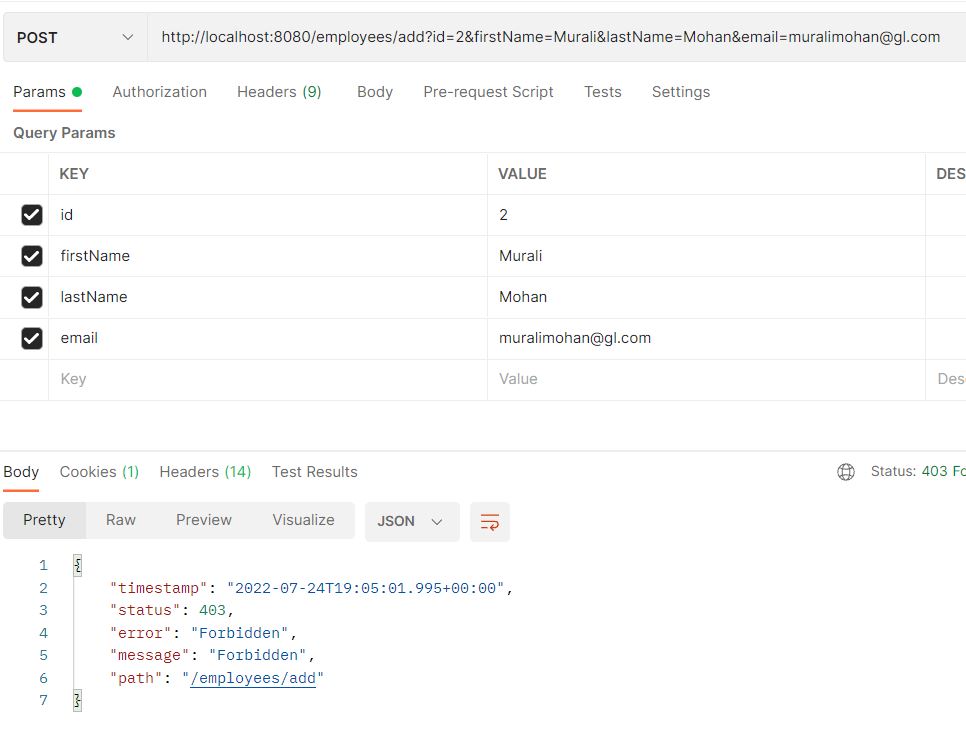 POST http://localhost:8080/employees/add?id=2&firstName=Murali&lastName=Mohan&email=muralimohan@gl.com
Params Authorization Headers (9) Body Pre-request Script Tests Settings
Query Params
KEY VALUE DES
id 2
firstName Murali
lastName Mohan
email muralimohan@gl.com
Key Value Des
Body Cookies (1) Headers (14) Test Results Status: 403 Fo
Pretty Raw Preview Visualize JSON
1 {
2 "timestamp": "2022-07-24T19:05:01.995+00:00",
3 "status": 403,
4 "error": "Forbidden",
5 "message": "Forbidden",
6 "path": "/employees/add"
7 }